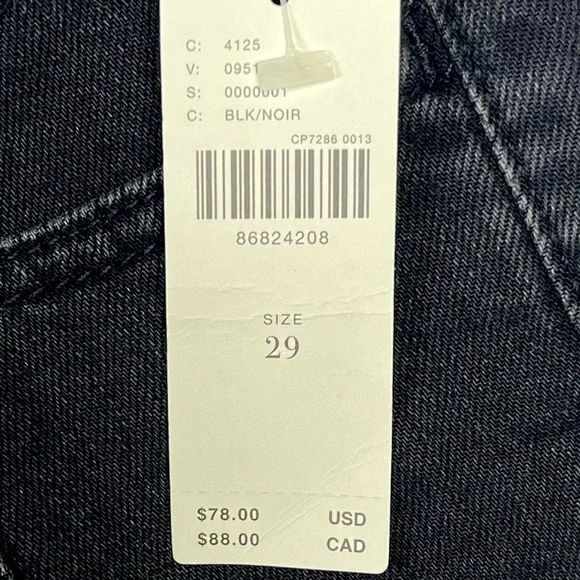 C: 4125
V: 0951
S: 0000001
C: BLK/NOIR
CP7286 0013
86824208
SIZE
29
$78.00 USD
$88.00 CAD